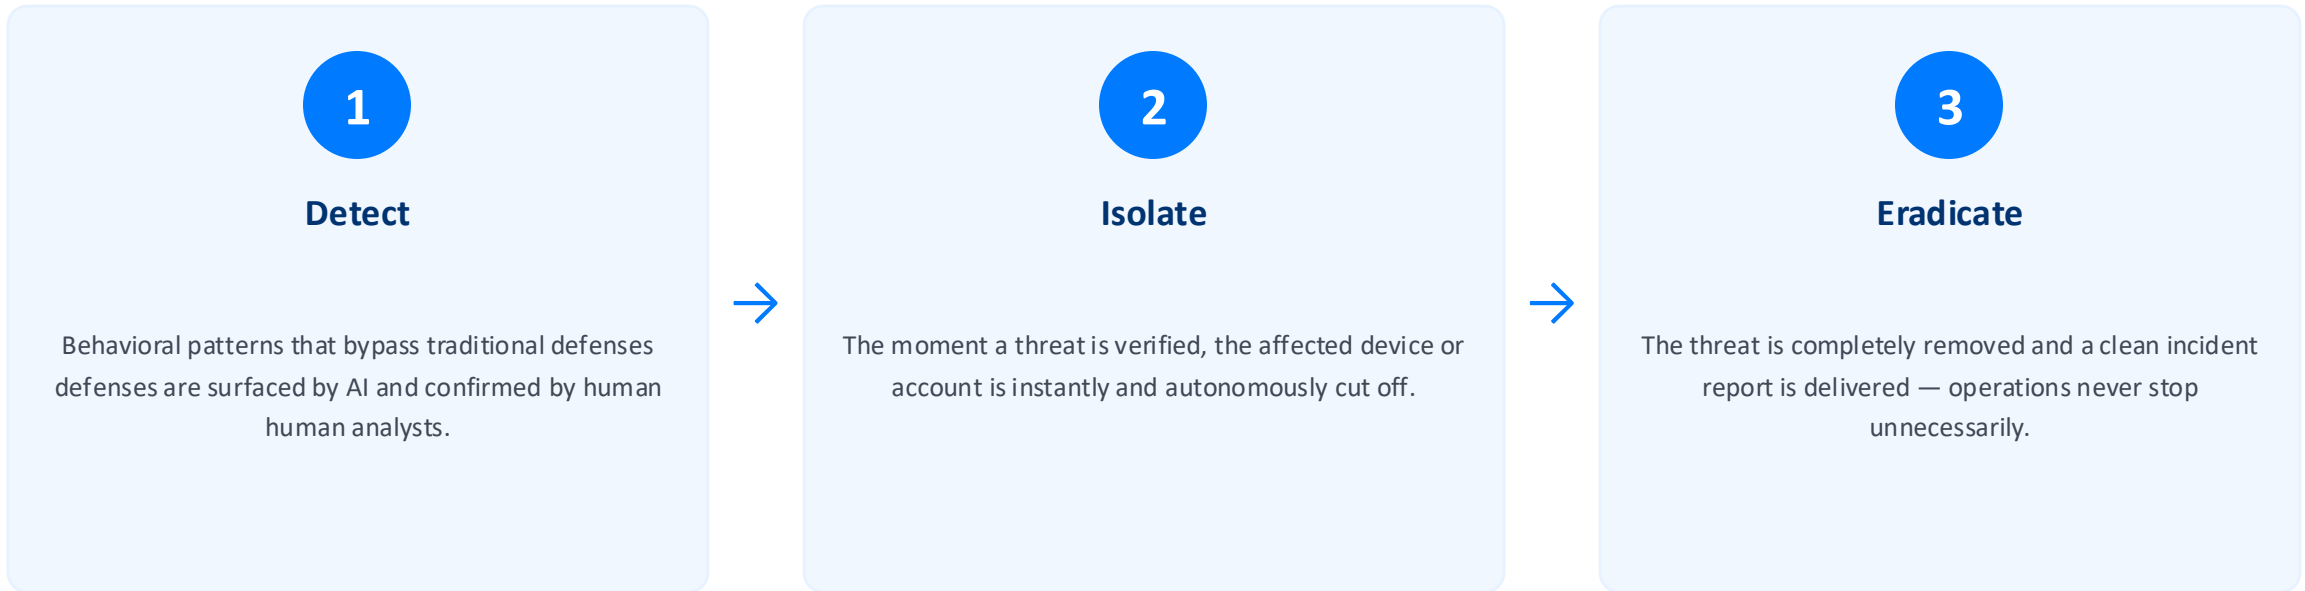 1
Detect
Behavioral patterns that bypass traditional defenses
defenses are surfaced by AI and confirmed by human
human analysts.
2
Isolate
The moment a threat is verified, the affected device or
account is instantly and autonomously cut off.
3
Eradicate
The threat is completely removed and a clean incident
report is delivered — operations never stop
unnecessarily.